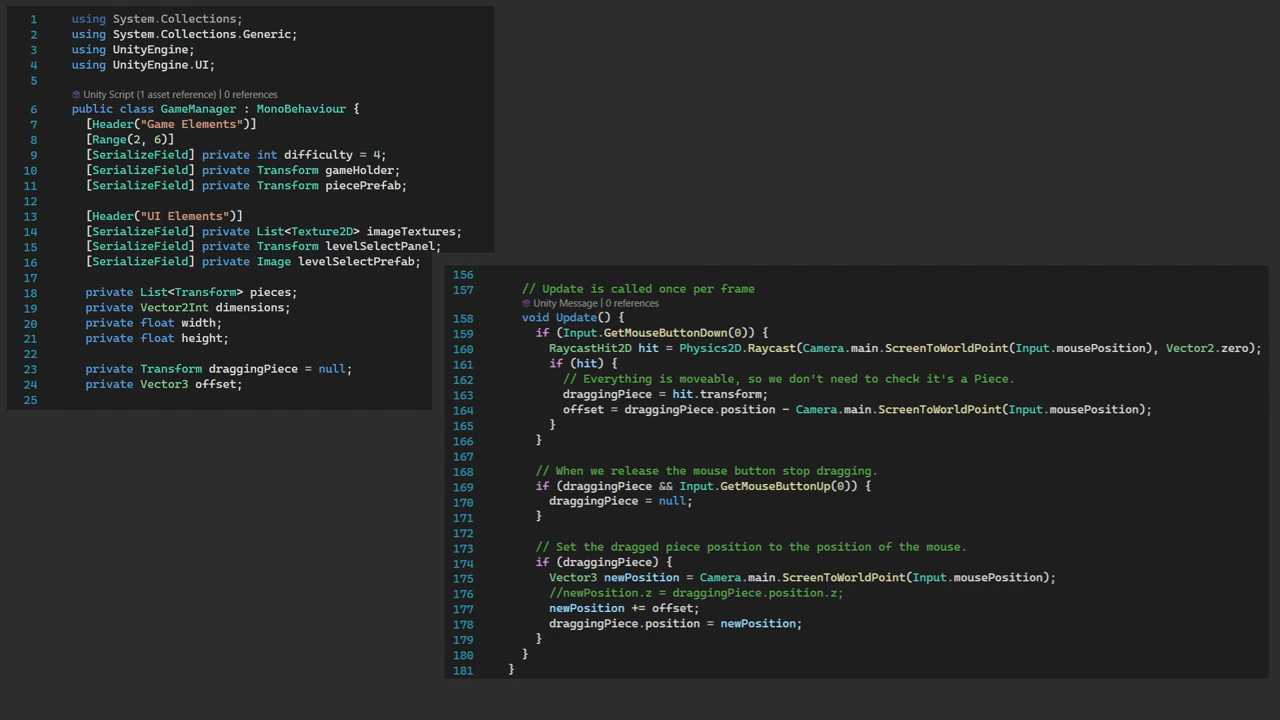 1 using System.Collections;
2 using System.Collections.Generic;
3 using UnityEngine;
4 using UnityEngine.UI;
5
Unity Script (1 asset reference) | 0 references
6 public class GameManager : MonoBehaviour {
7 [Header("Game Elements")]
8 [Range(2, 6)]
9 [SerializeField] private int difficulty = 4;
10 [SerializeField] private Transform gameHolder;
11 [SerializeField] private Transform piecePrefab;
12
13 [Header("UI Elements")]
14 [SerializeField] private List<Texture2D> imageTextures;
15 [SerializeField] private Transform levelSelectPanel;
16 [SerializeField] private Image levelSelectPrefab;
17
18 private List<Transform> pieces;
19 private Vector2Int dimensions;
20 private float width;
21 private float height;
22
23 private Transform draggingPiece = null;
24 private Vector3 offset;
25
156
157 // Update is called once per frame
Unity Message | 0 references
158 void Update() {
159 if (Input.GetMouseButtonDown(0)) {
160 RaycastHit2D hit = Physics2D.Raycast(Camera.main.ScreenToWorldPoint(Input.mousePosition), Vector2.zero);
161 if (hit) {
162 // Everything is moveable, so we don't need to check it's a Piece.
163 draggingPiece = hit.transform;
164 offset = draggingPiece.position - Camera.main.ScreenToWorldPoint(Input.mousePosition);
165 }
166 }
167
168 // When we release the mouse button stop dragging.
169 if (draggingPiece && Input.GetMouseButtonUp(0)) {
170 draggingPiece = null;
171 }
172
173 // Set the dragged piece position to the position of the mouse.
174 if (draggingPiece) {
175 Vector3 newPosition = Camera.main.ScreenToWorldPoint(Input.mousePosition);
176 //newPosition.z = draggingPiece.position.z;
177 newPosition += offset;
178 draggingPiece.position = newPosition;
179 }
180 }
181 }